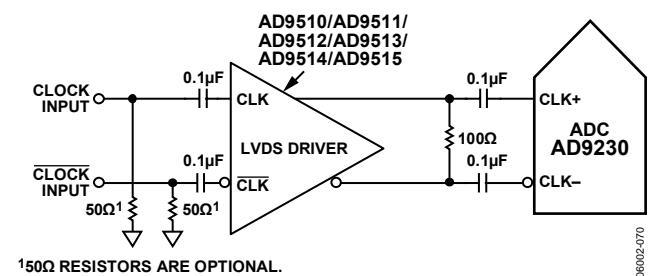 AD9510/AD9511/
AD9512/AD9513/
AD9514/AD9515
0.1µF
0.1µF
CLOCK
INPUT
CLK
CLK+
LVDS DRIVER
100Ω
ADC
AD9230
0.1µF
0.1µF
CLOCK
INPUT
CLK
CLK–
50Ω¹
50Ω¹
¹50Ω RESISTORS ARE OPTIONAL.
06002-070